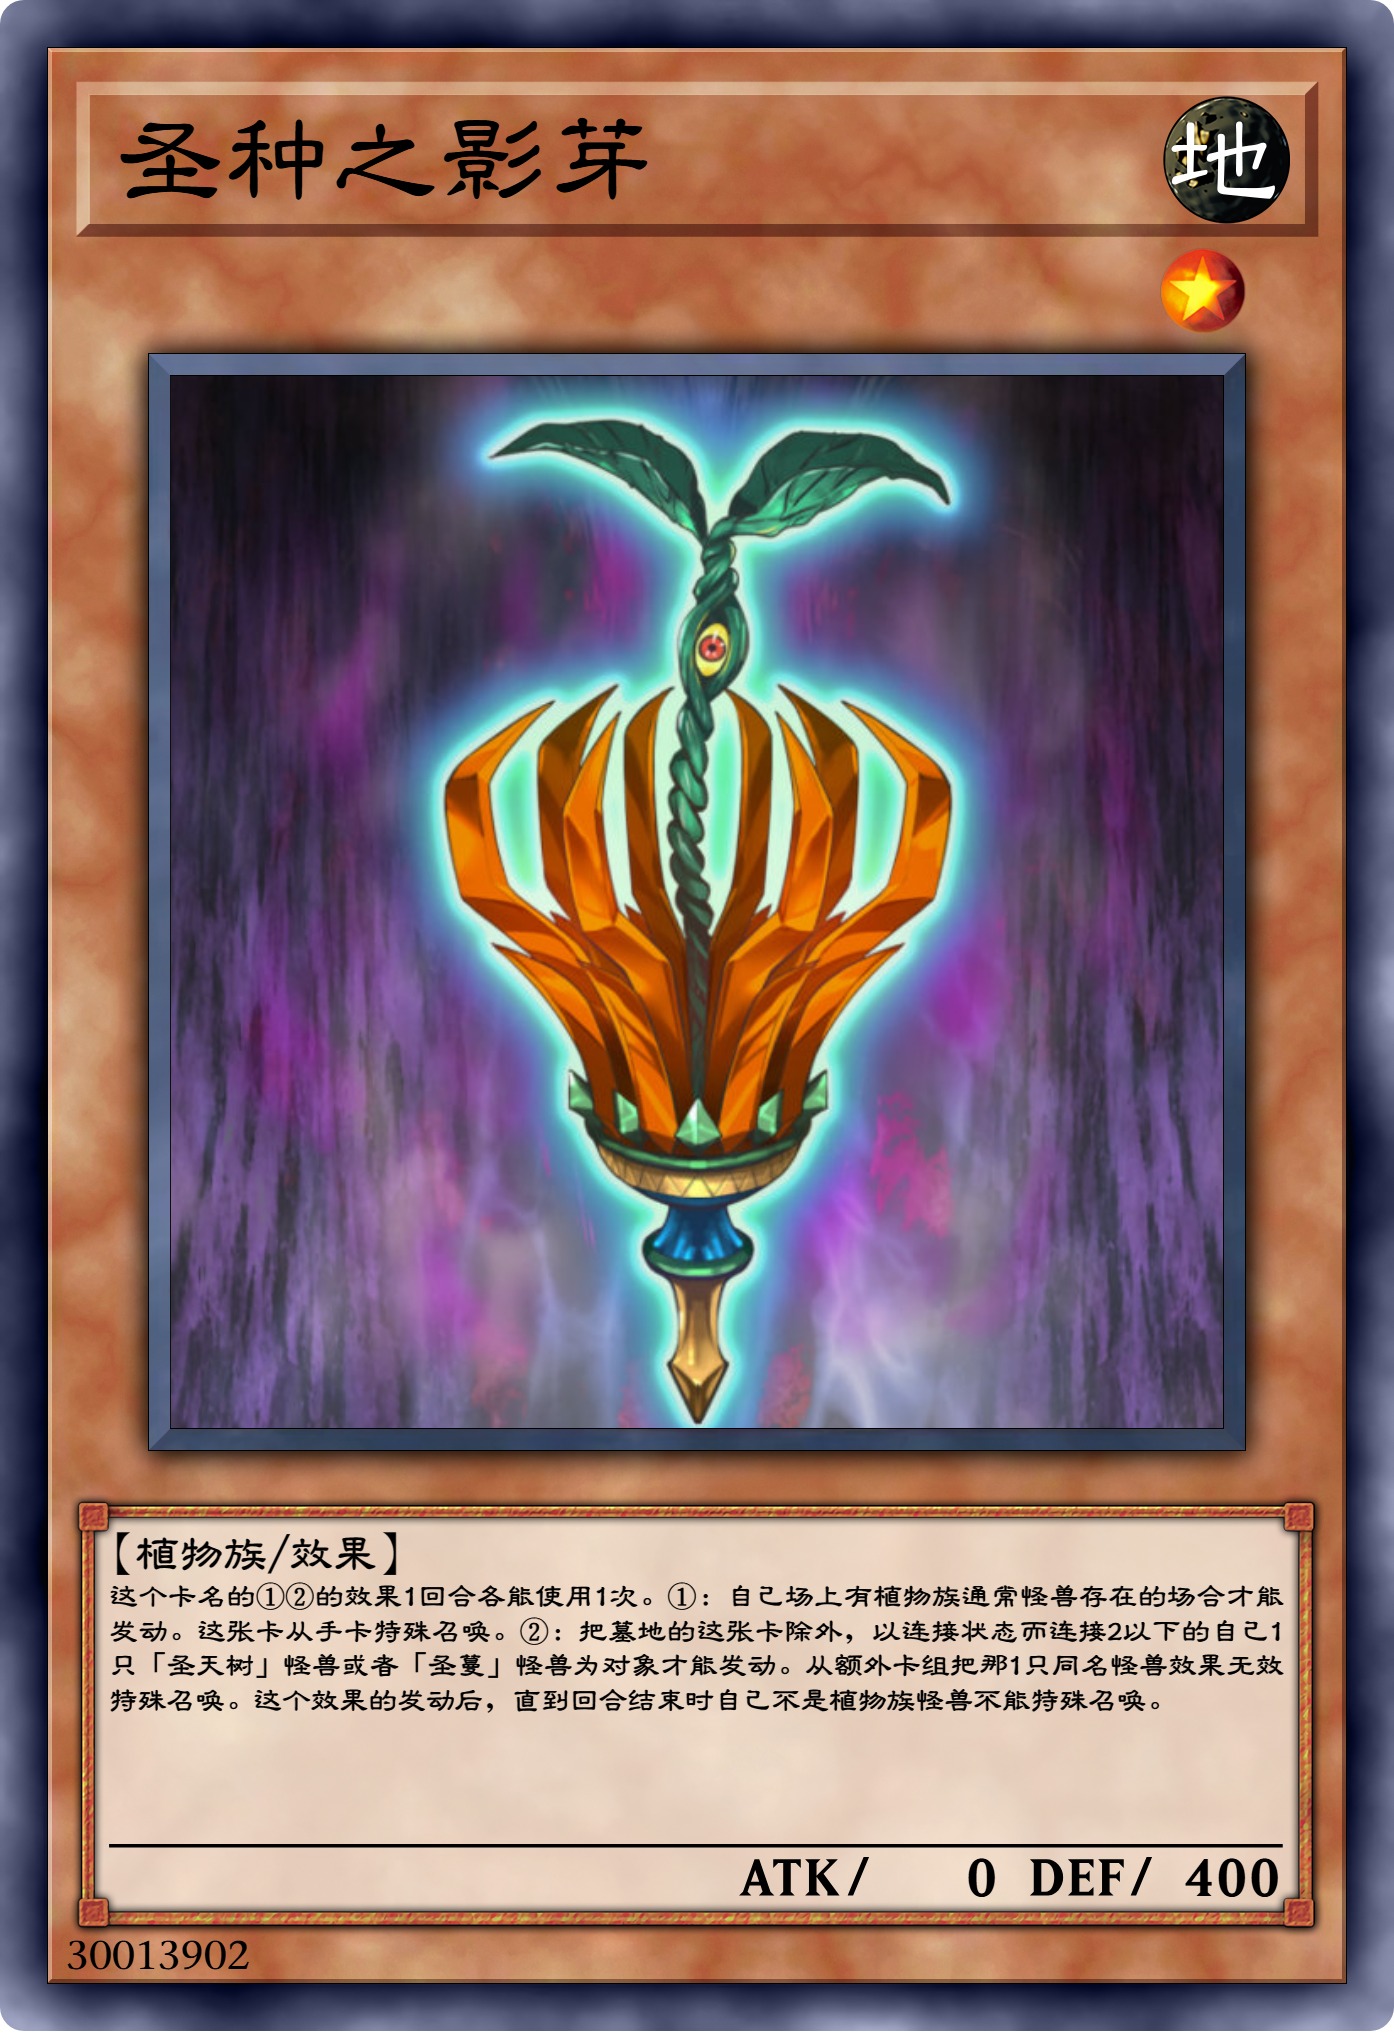 圣种之影芽
地
【植物族/效果】
这个卡名的①②的效果1回合各能使用1次。①：自己场上有植物族通常怪兽存在的场合才能
发动。这张卡从手卡特殊召唤。②：把墓地的这张卡除外，以连接状态而连接2以下的自己1
只「圣天树」怪兽或者「圣蔓」怪兽为对象才能发动。从额外卡组把那1只同名怪兽效果无效
特殊召唤。这个效果的发动后，直到回合结束时自己不是植物族怪兽不能特殊召唤。
ATK/ 0 DEF/ 400
30013902